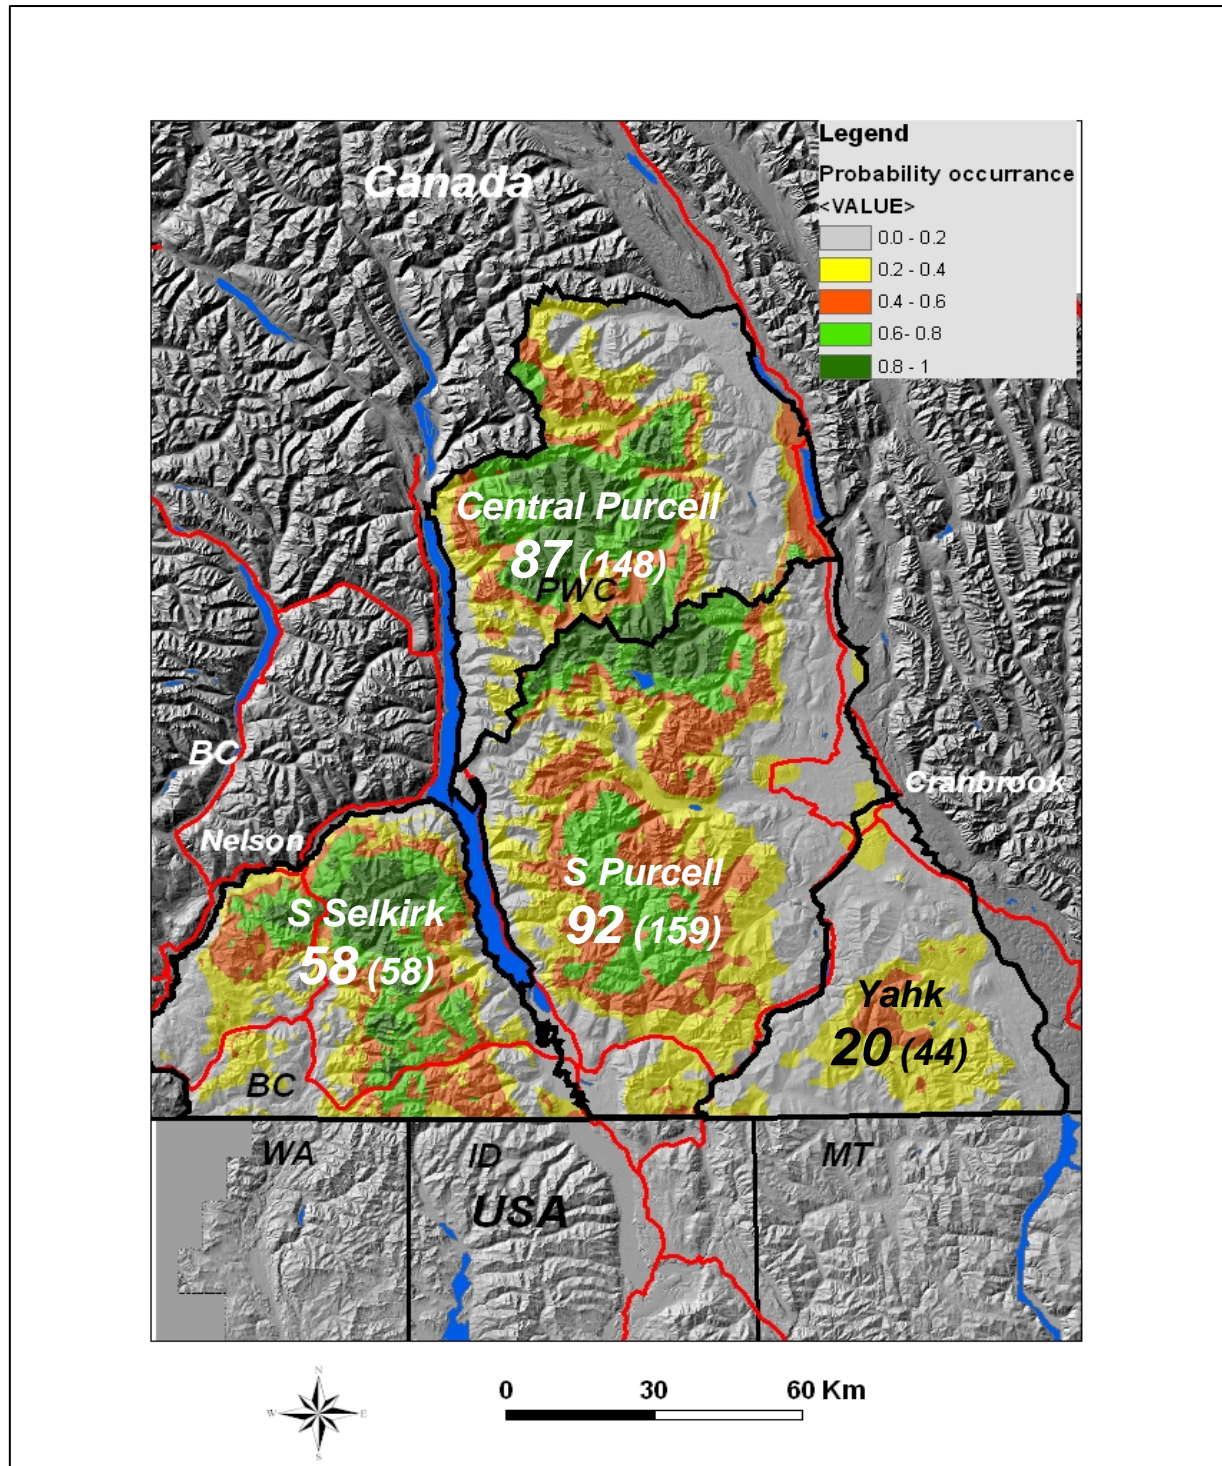 Legend
Probability occurrance
<VALUE>
0.0 - 0.2
0.2 - 0.4
0.4 - 0.6
0.6- 0.8
0.8 - 1
Canada
Central Purcell
87 (148)
PWC
BC
Cranbrook
Nelson
S Purcell
92 (159)
S Selkirk
58 (58)
Yahk
20 (44)
BC
WA
ID
MT
USA
N
W
E
S
0
30
60 Km